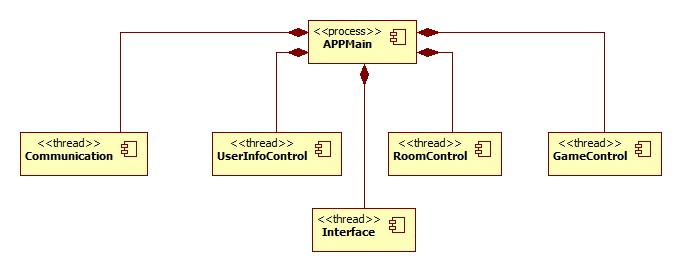 <<process>>
APPMain
<<thread>>
Communication
<<thread>>
UserInfoControl
<<thread>>
RoomControl
<<thread>>
GameControl
<<thread>>
Interface